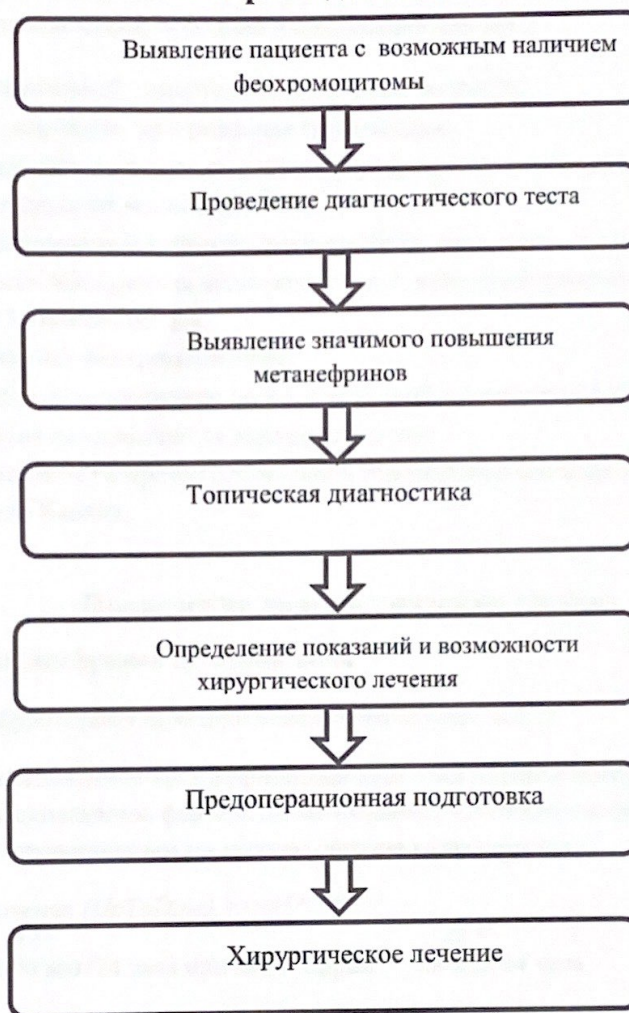 Выявление пациента с возможным наличием
феохромоцитомы
Проведение диагностического теста
Выявление значимого повышения
метанефринов
Топическая диагностика
Определение показаний и возможности
хирургического лечения
Предоперационная подготовка
Хирургическое лечение